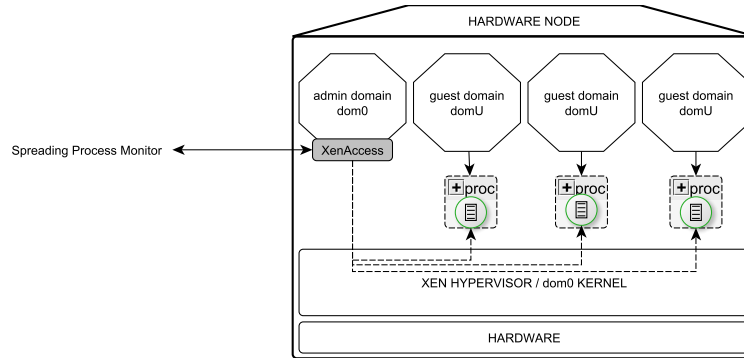 HARDWARE NODE
admin domain
dom0
guest domain
domU
guest domain
domU
guest domain
domU
Spreading Process Monitor
XenAccess
+proc
+proc
+proc
XEN HYPERVISOR / dom0 KERNEL
HARDWARE